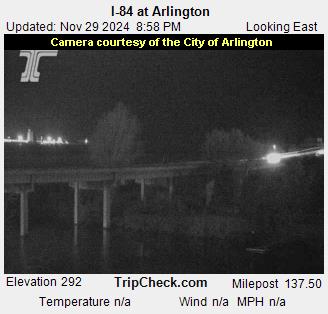 I-84 at Arlington
Updated: Nov 29 2024 8:58 PM Looking East
Camera courtesy of the City of Arlington
Elevation 292 TripCheck.com Milepost 137.50
Temperature n/a Wind n/a MPH n/a